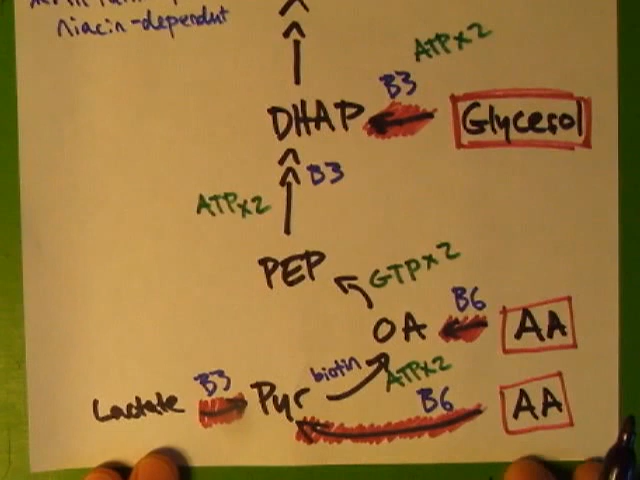 niacin-dependent
ATPx2
B3
DHAP
Glycerol
B3
ATPx2
PEP
GTPx2
B6
OA
AA
biotin
ATPx2
B3
Lactate
Pyr
B6
AA